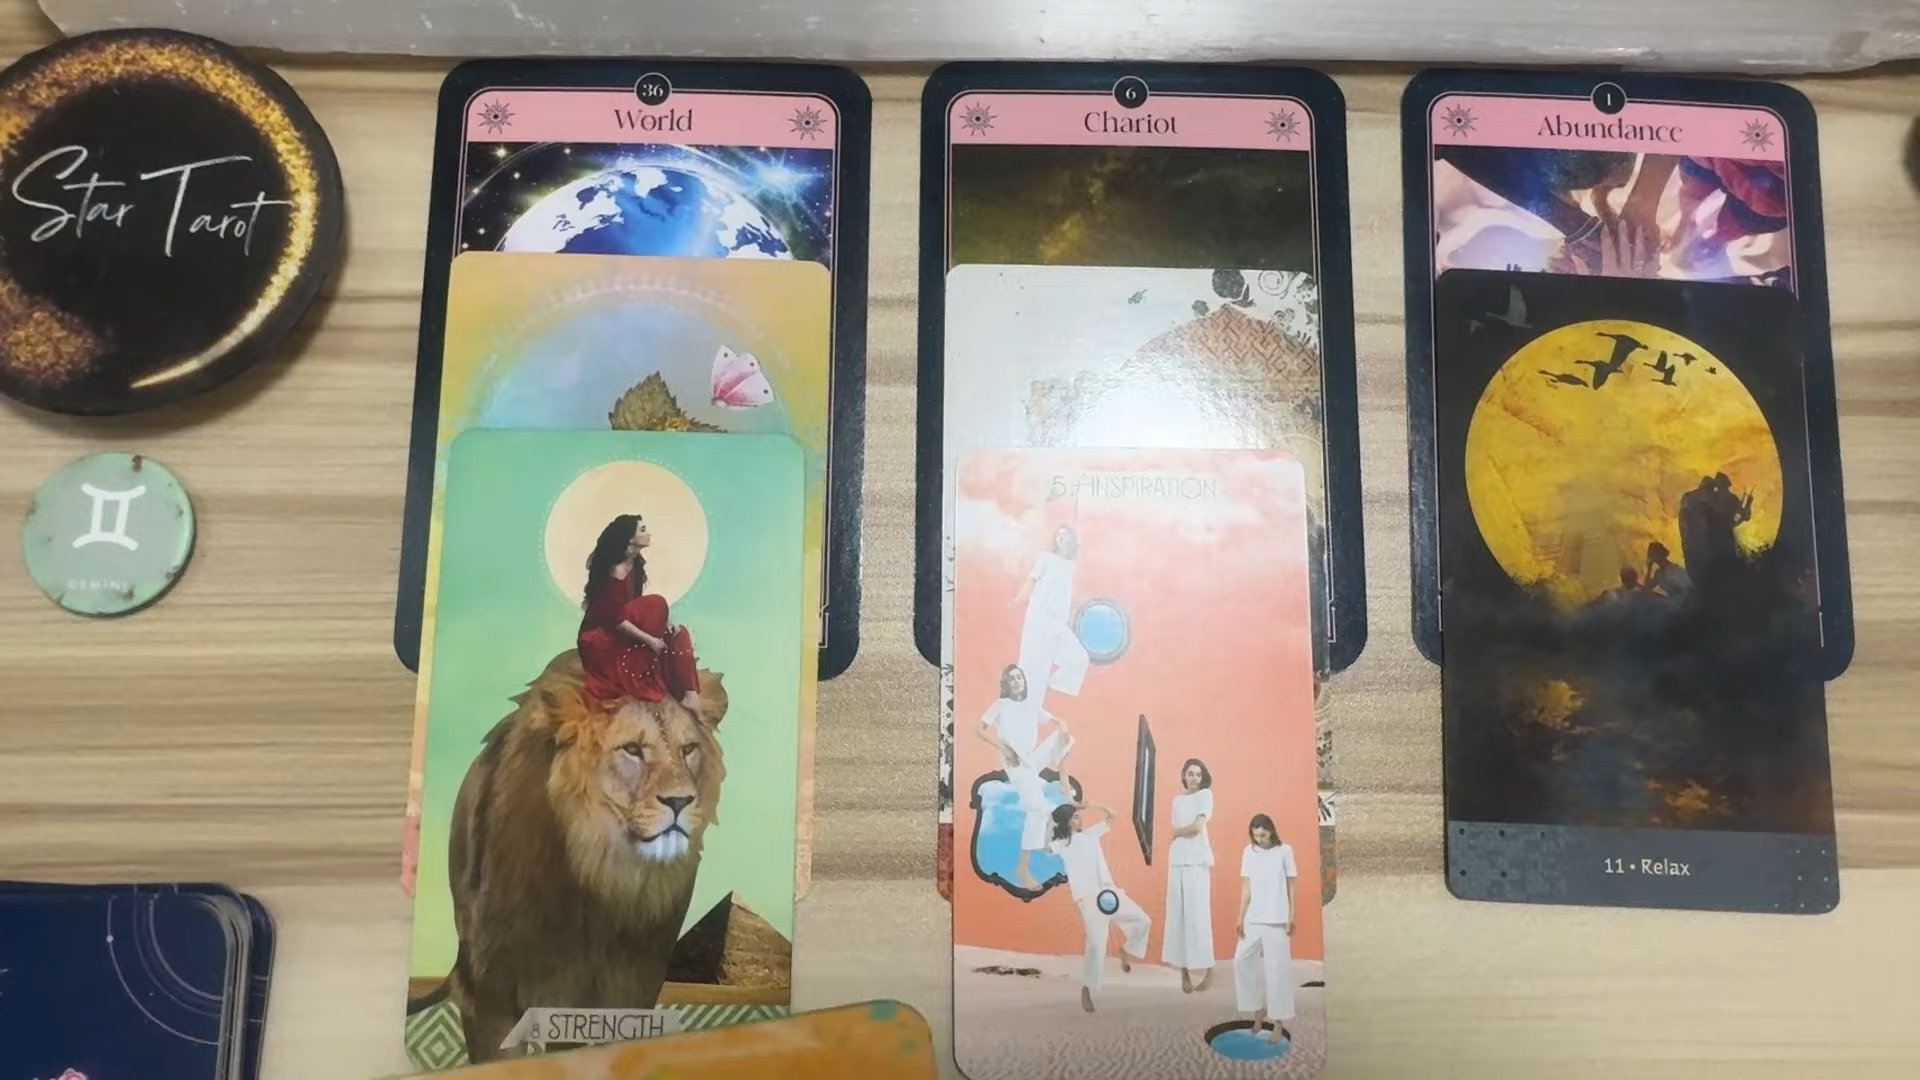 Star Tarot
GEMINI
36
World
6
Chariot
1
Abundance
5 INSPIRATION
8 STRENGTH
11 • Relax